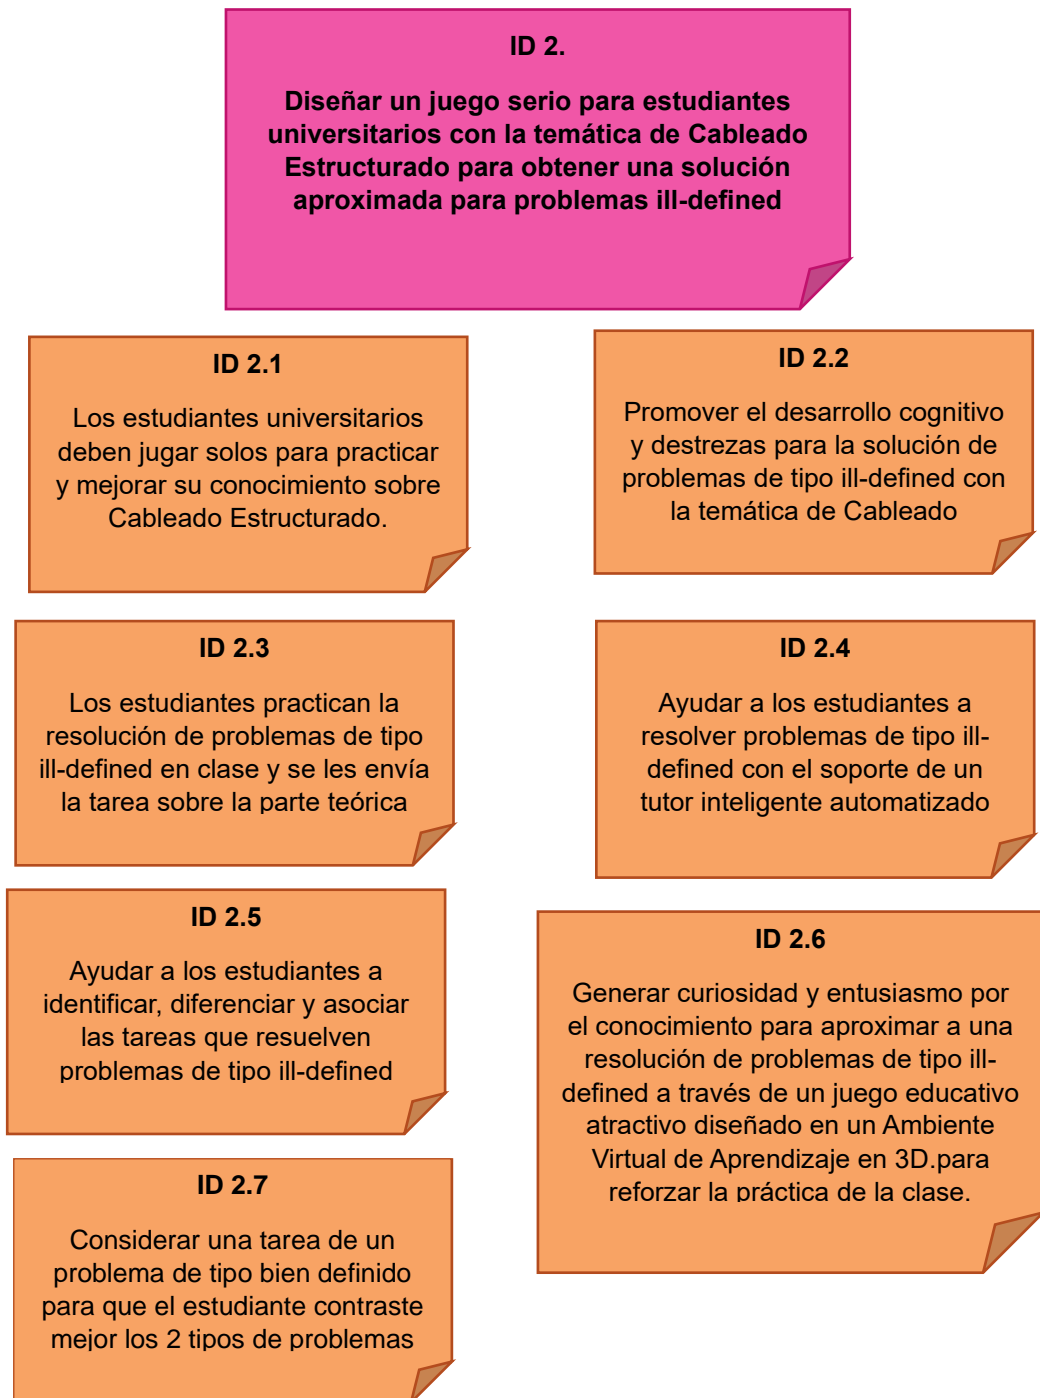 ID 2.
Diseñar un juego serio para estudiantes
universitarios con la temática de Cableado
Estructurado para obtener una solución
aproximada para problemas ill-defined
ID 2.1
Los estudiantes universitarios
deben jugar solos para practicar
y mejorar su conocimiento sobre
Cableado Estructurado.
ID 2.2
Promover el desarrollo cognitivo
y destrezas para la solución de
problemas de tipo ill-defined con
la temática de Cableado
ID 2.3
Los estudiantes practican la
resolución de problemas de tipo
ill-defined en clase y se les envía
la tarea sobre la parte teórica
ID 2.4
Ayudar a los estudiantes a
resolver problemas de tipo ill-
defined con el soporte de un
tutor inteligente automatizado
ID 2.5
Ayudar a los estudiantes a
identificar, diferenciar y asociar
las tareas que resuelven
problemas de tipo ill-defined
ID 2.6
Generar curiosidad y entusiasmo por
el conocimiento para aproximar a una
resolución de problemas de tipo ill-
defined a través de un juego educativo
atractivo diseñado en un Ambiente
Virtual de Aprendizaje en 3D.para
reforzar la práctica de la clase.
ID 2.7
Considerar una tarea de un
problema de tipo bien definido
para que el estudiante contraste
mejor los 2 tipos de problemas